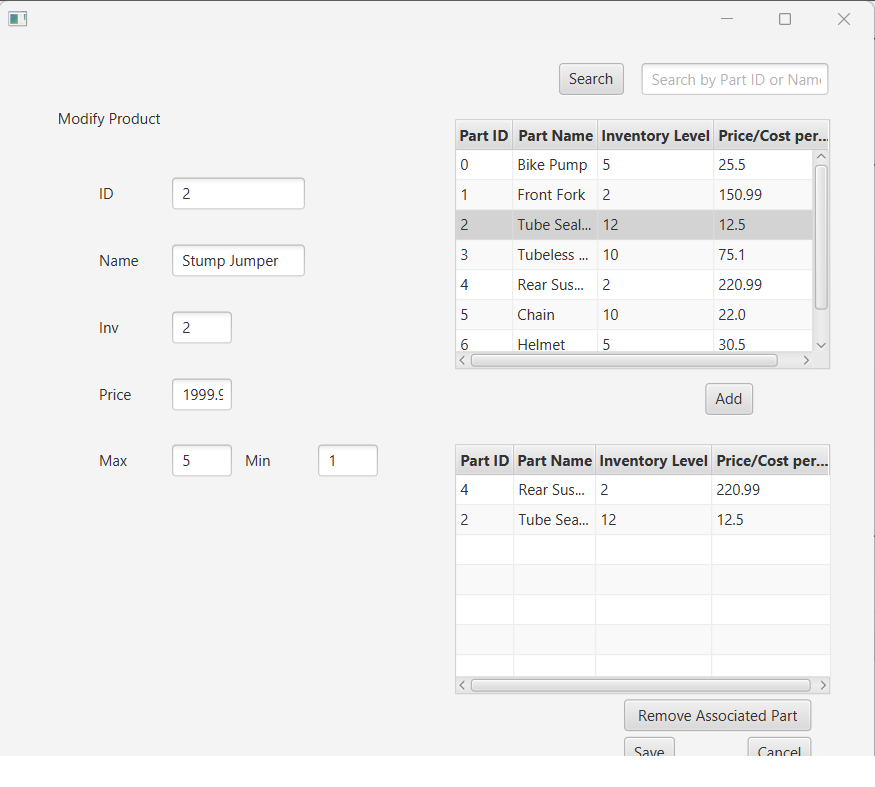 Search Search by Part ID or Name
Modify Product
ID 2
Name Stump Jumper
Inv 2
Price 1999.9
Max 5 Min 1
Part ID Part Name Inventory Level Price/Cost per...
0 Bike Pump 5 25.5
1 Front Fork 2 150.99
2 Tube Seal... 12 12.5
3 Tubeless ... 10 75.1
4 Rear Sus... 2 220.99
5 Chain 10 22.0
6 Helmet 5 30.5
Add
Part ID Part Name Inventory Level Price/Cost per...
4 Rear Sus... 2 220.99
2 Tube Sea... 12 12.5
Remove Associated Part
Save Cancel